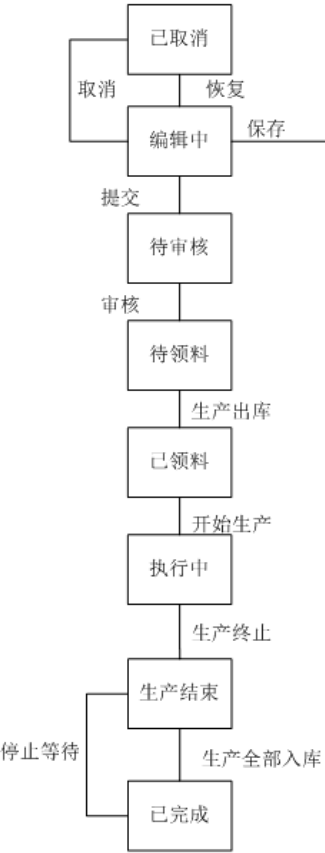 已取消
取消
恢复
编辑中
保存
提交
待审核
审核
待领料
生产出库
已领料
开始生产
执行中
生产终止
生产结束
停止等待
生产全部入库
已完成